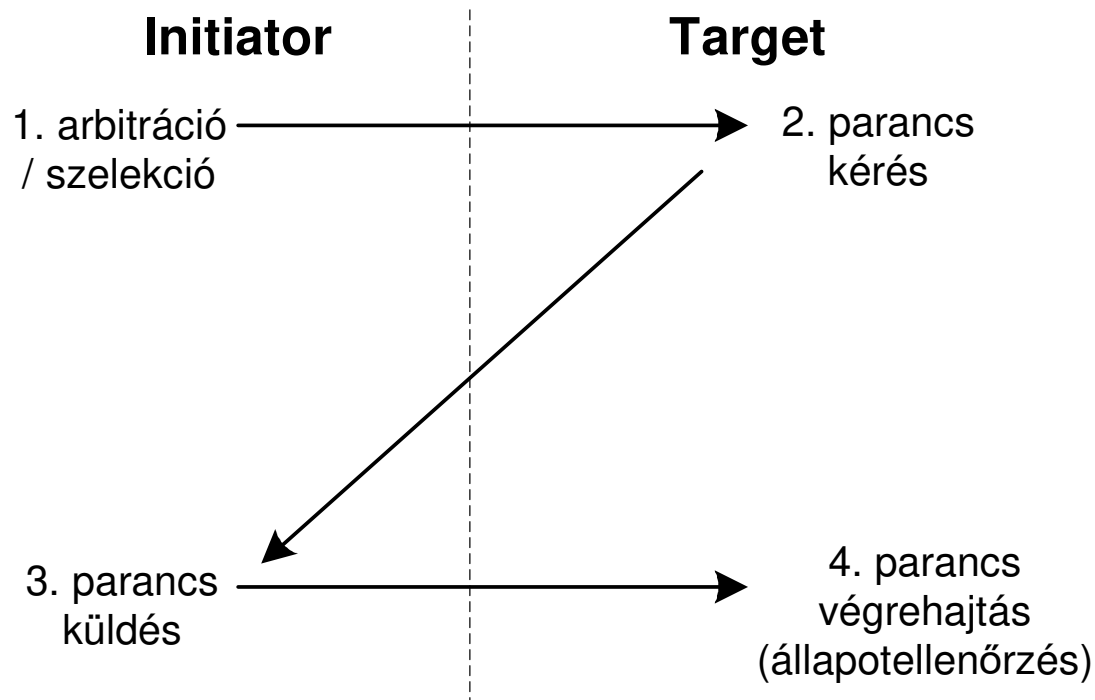 Initiator
Target
1. arbitráció
/ szelekció
2. parancs
kérés
3. parancs
küldés
4. parancs
végrehajtás
(állapotellenőrzés)